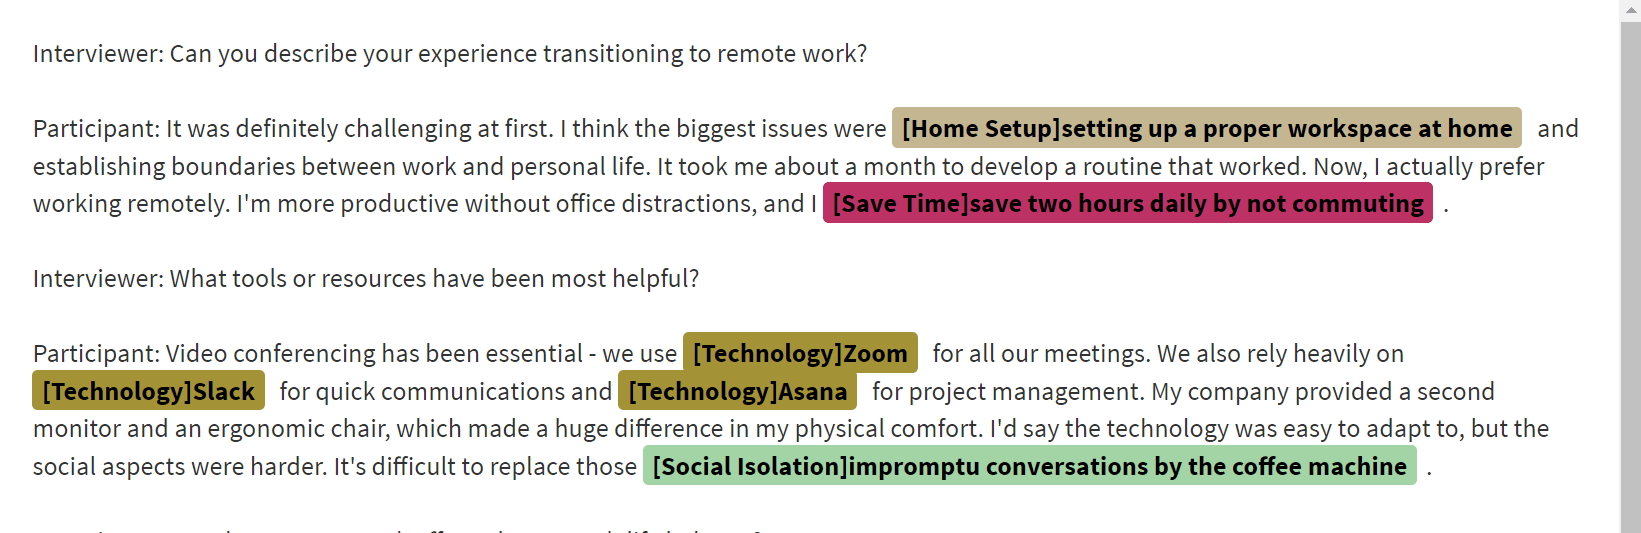 Interviewer: Can you describe your experience transitioning to remote work?
Participant: It was definitely challenging at first. I think the biggest issues were [Home Setup]setting up a proper workspace at home and
establishing boundaries between work and personal life. It took me about a month to develop a routine that worked. Now, I actually prefer
working remotely. I'm more productive without office distractions, and I [Save Time]save two hours daily by not commuting .
Interviewer: What tools or resources have been most helpful?
Participant: Video conferencing has been essential - we use [Technology]Zoom for all our meetings. We also rely heavily on
[Technology]Slack for quick communications and [Technology]Asana for project management. My company provided a second
monitor and an ergonomic chair, which made a huge difference in my physical comfort. I'd say the technology was easy to adapt to, but the
social aspects were harder. It's difficult to replace those [Social Isolation]impromptu conversations by the coffee machine .